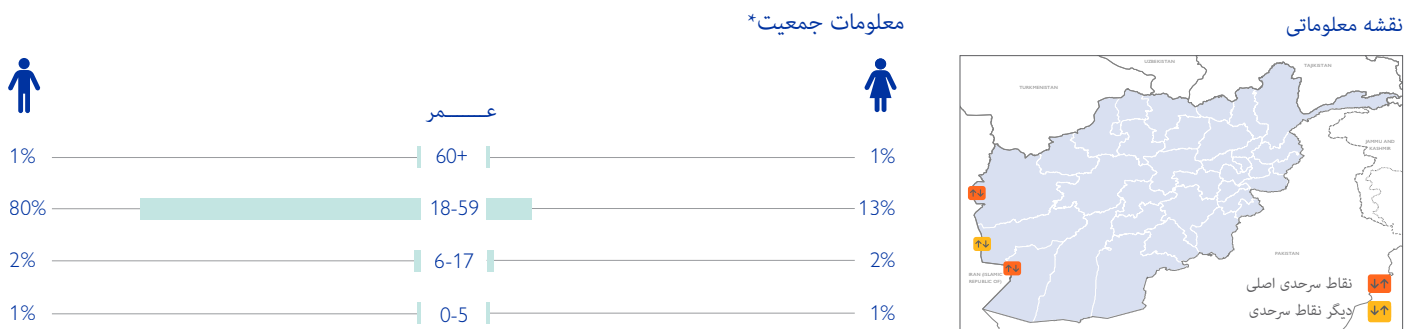 نقشه معلوماتی
معلومات جمعیت*
عـــــــمر
1% 60+ 1%
80% 18-59 13%
2% 6-17 2%
1% 0-5 1%
UZBEKISTAN
TAJIKISTAN
TURKMENISTAN
JAMMU AND
KASHMIR
PAKISTAN
IRAN (ISLAMIC
REPUBLIC OF)
نقاط سرحدی اصلی
دیگر نقاط سرحدی